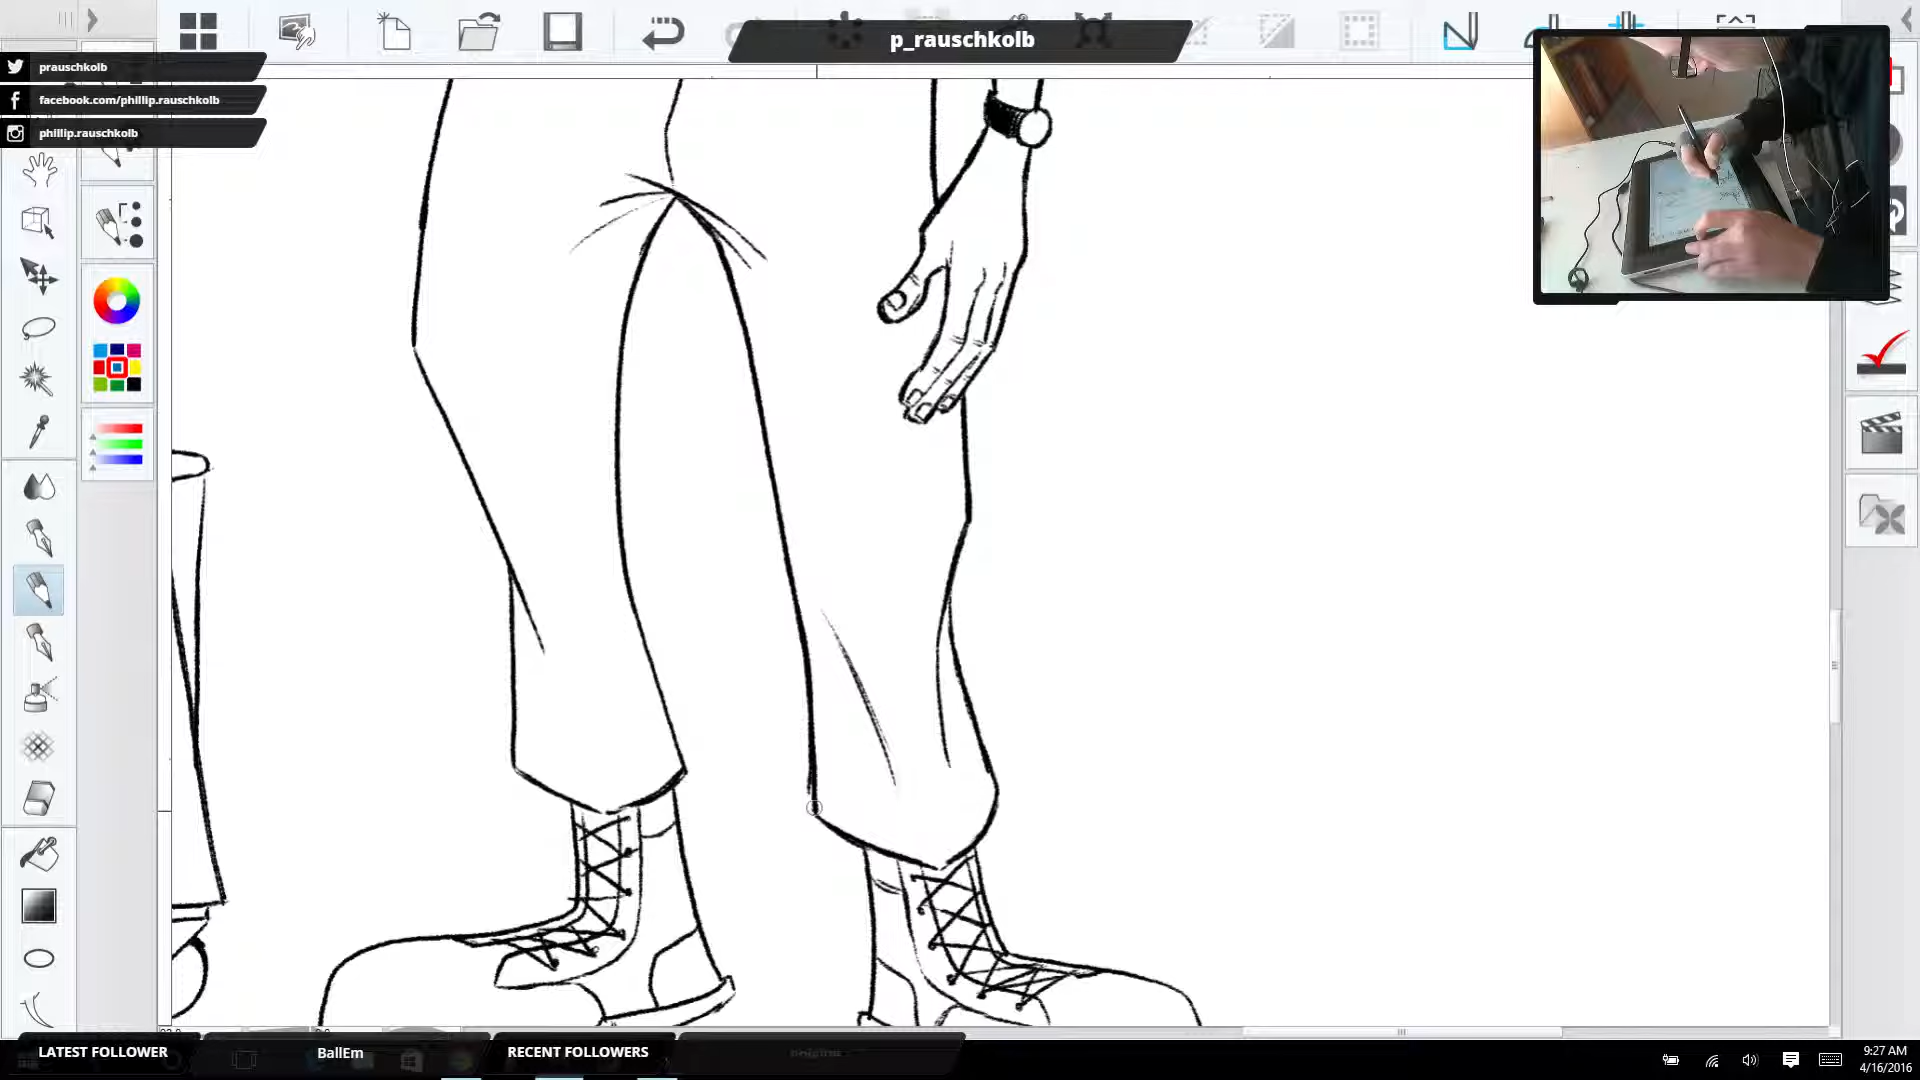 p_rauschkolb
prauschkolb
facebook.com/phillip.rauschkolb
phillip.rauschkolb
LATEST FOLLOWER
BallEm
RECENT FOLLOWERS
9:27 AM
4/16/2016